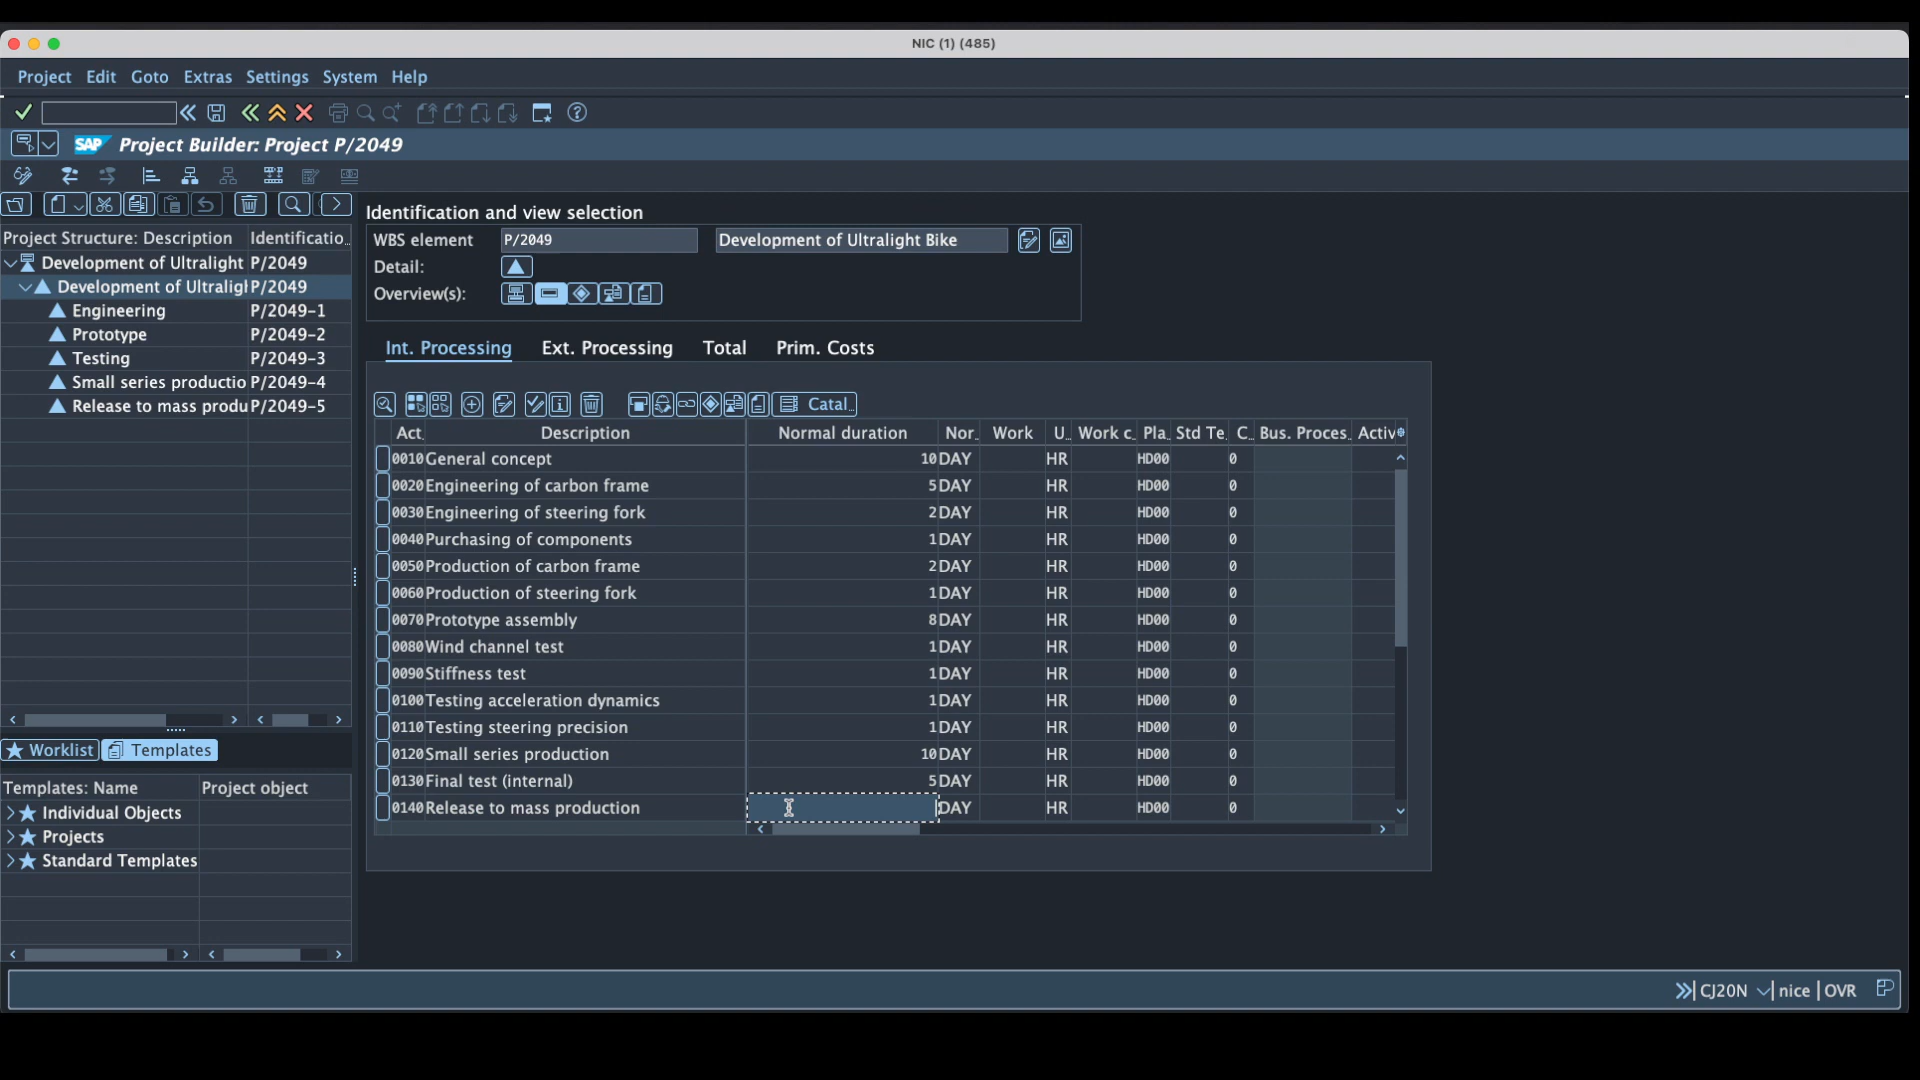 NIC (1) (485)
Project Edit Goto Extras Settings System Help
SAP Project Builder: Project P/2049
Project Structure: Description Identificatio..
Development of Ultralight P/2049
Development of Ultraligh P/2049
Engineering P/2049-1
Prototype P/2049-2
Testing P/2049-3
Small series productio P/2049-4
Release to mass produ P/2049-5
Worklist Templates
Templates: Name Project object
Individual Objects
Projects
Standard Templates
Identification and view selection
WBS element P/2049 Development of Ultralight Bike
Detail:
Overview(s):
Int. Processing Ext. Processing Total Prim. Costs
Catal..
Act. Description Normal duration Nor.. Work U.. Work c.. Pla.. Std Te.. C.. Bus. Proces.. Activ
0010 General concept 10 DAY HR HD00 0
0020 Engineering of carbon frame 5 DAY HR HD00 0
0030 Engineering of steering fork 2 DAY HR HD00 0
0040 Purchasing of components 1 DAY HR HD00 0
0050 Production of carbon frame 2 DAY HR HD00 0
0060 Production of steering fork 1 DAY HR HD00 0
0070 Prototype assembly 8 DAY HR HD00 0
0080 Wind channel test 1 DAY HR HD00 0
0090 Stiffness test 1 DAY HR HD00 0
0100 Testing acceleration dynamics 1 DAY HR HD00 0
0110 Testing steering precision 1 DAY HR HD00 0
0120 Small series production 10 DAY HR HD00 0
0130 Final test (internal) 5 DAY HR HD00 0
0140 Release to mass production DAY HR HD00 0
CJ20N nice OVR